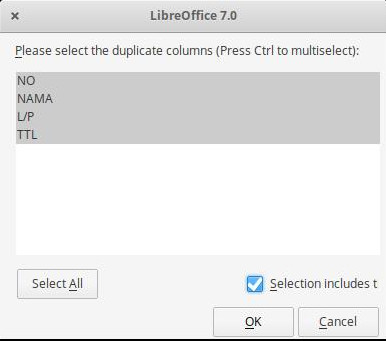 LibreOffice 7.0
Please select the duplicate columns (Press Ctrl to multiselect):
NO
NAMA
L/P
TTL
Select All
Selection includes t
OK
Cancel